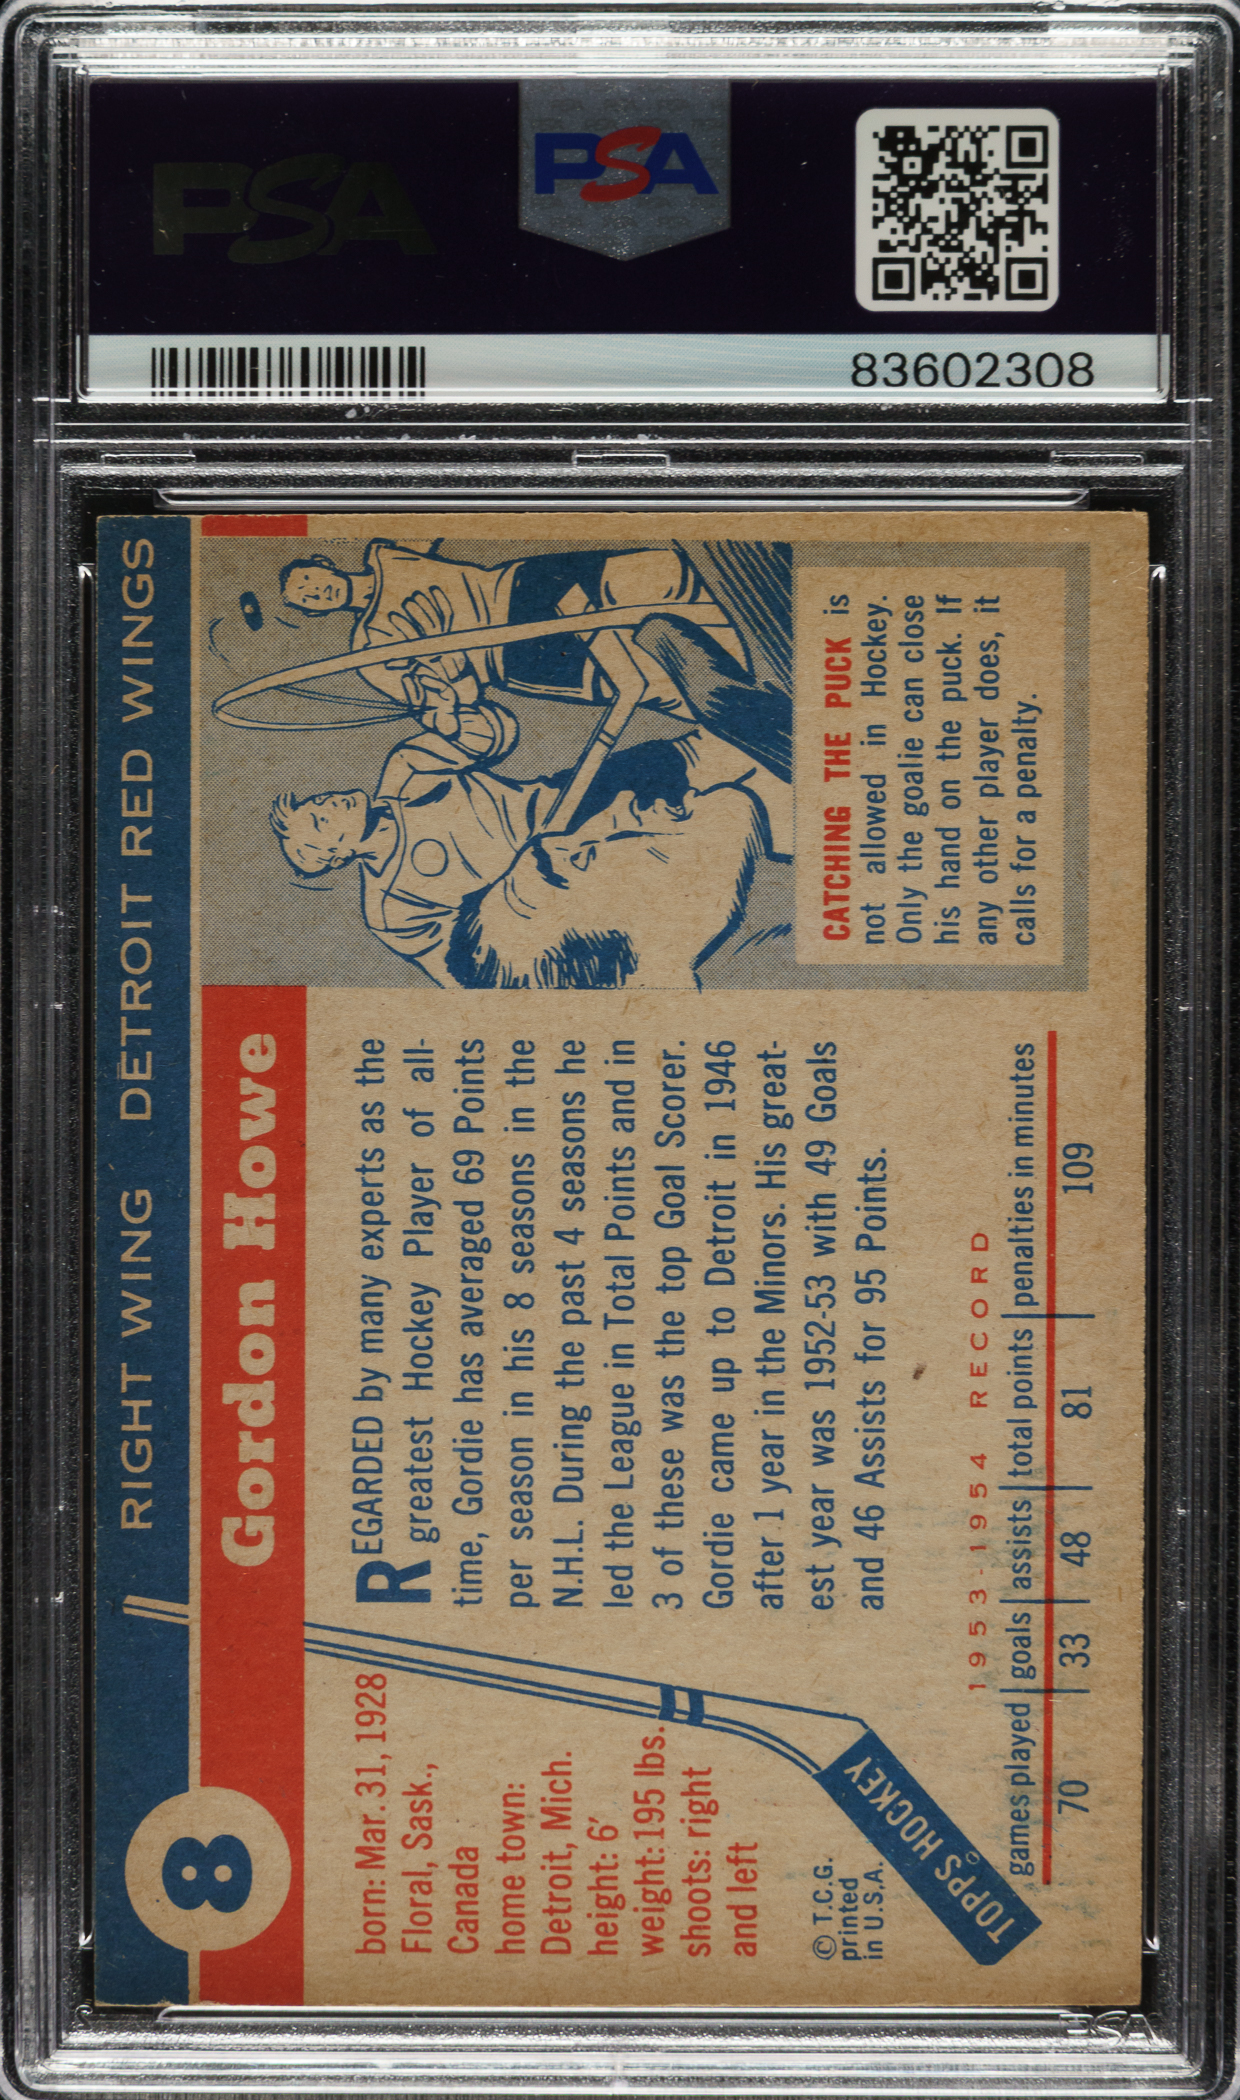 PSA
PSA
83602308
8
RIGHT WING DETROIT RED WINGS
Gordon Howe
born: Mar. 31, 1928
Floral, Sask.,
Canada
home town:
Detroit, Mich.
height: 6'
weight: 195 lbs.
shoots: right
and left
© T.C.G.
printed
in U.S.A.
TOPPS HOCKEY
REGARDED by many experts as the
greatest Hockey Player of all-
time, Gordie has averaged 69 Points
per season in his 8 seasons in the
N.H.L. During the past 4 seasons he
led the League in Total Points and in
3 of these was the top Goal Scorer.
Gordie came up to Detroit in 1946
after 1 year in the Minors. His great-
est year was 1952-53 with 49 Goals
and 46 Assists for 95 Points.
CATCHING THE PUCK is
not allowed in Hockey.
Only the goalie can close
his hand on the puck. If
any other player does, it
calls for a penalty.
1953-1954 RECORD
games played goals assists total points penalties in minutes
70 33 48 81 109
PSA